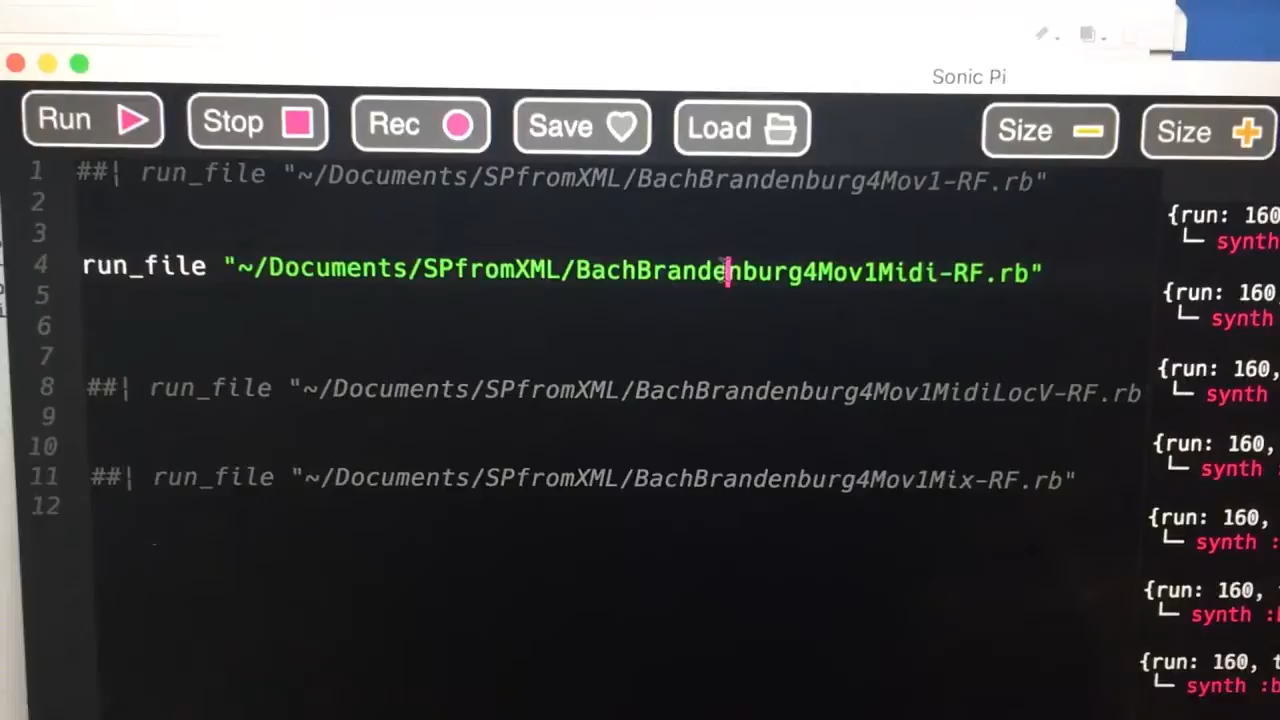 Sonic Pi
Run Stop Rec Save Load Size Size
1 ##| run_file "~/Documents/SPfromXML/BachBrandenburg4Mov1-RF.rb"
2
3
4 run_file "~/Documents/SPfromXML/BachBrandenburg4Mov1Midi-RF.rb"
5
6
7
8 ##| run_file "~/Documents/SPfromXML/BachBrandenburg4Mov1MidiLocV-RF.rb
9
10
11 ##| run_file "~/Documents/SPfromXML/BachBrandenburg4Mov1Mix-RF.rb"
12
{run: 160
synth
{run: 160,
synth
{run: 160,
synth
{run: 160,
synth
{run: 160,
synth :
{run: 160,
synth :
{run: 160, t
synth :b